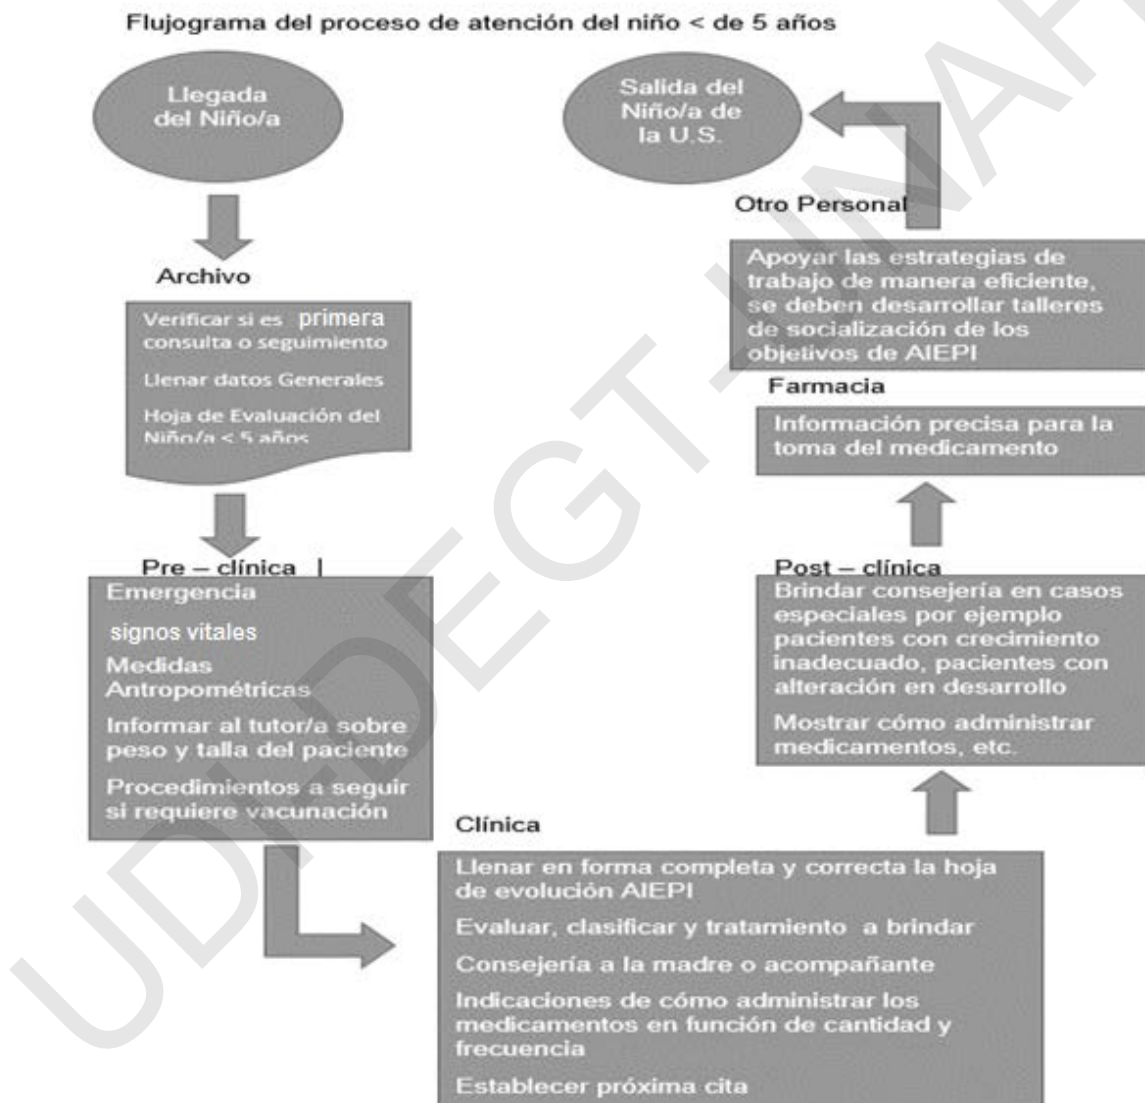 Flujograma del proceso de atención del niño < de 5 años
Llegada
del Niño/a
Archivo
Verificar si es primera
consulta o seguimiento
Llenar datos Generales
Hoja de Evaluación del
Niño/a < 5 años
Pre – clínica |
Emergencia
signos vitales
Medidas
Antropométricas
Informar al tutor/a sobre
peso y talla del paciente
Procedimientos a seguir
si requiere vacunación
Clínica
Llenar en forma completa y correcta la hoja
de evolución AIEPI
Evaluar, clasificar y tratamiento a brindar
Consejería a la madre o acompañante
Indicaciones de cómo administrar los
medicamentos en función de cantidad y
frecuencia
Establecer próxima cita
Post – clínica
Brindar consejería en casos
especiales por ejemplo
pacientes con crecimiento
inadecuado, pacientes con
alteración en desarrollo
Mostrar cómo administrar
medicamentos, etc.
Farmacia
Información precisa para la
toma del medicamento
Otro Personal
Apoyar las estrategias de
trabajo de manera eficiente,
se deben desarrollar talleres
de socialización de los
objetivos de AIEPI
Salida del
Niño/a de
la U.S.
UDI-DEGT-UNAH